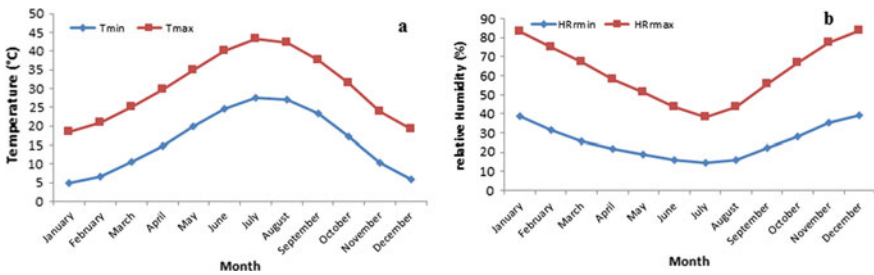 a
Tmin Tmax
Temperature (°C)
50
45
40
35
30
25
20
15
10
5
0
January February March April May June July August September October November December
Month
b
HRrmin HRrmax
relative Humidity (%)
90
80
70
60
50
40
30
20
10
0
January February March April May June July August September October November December
Month